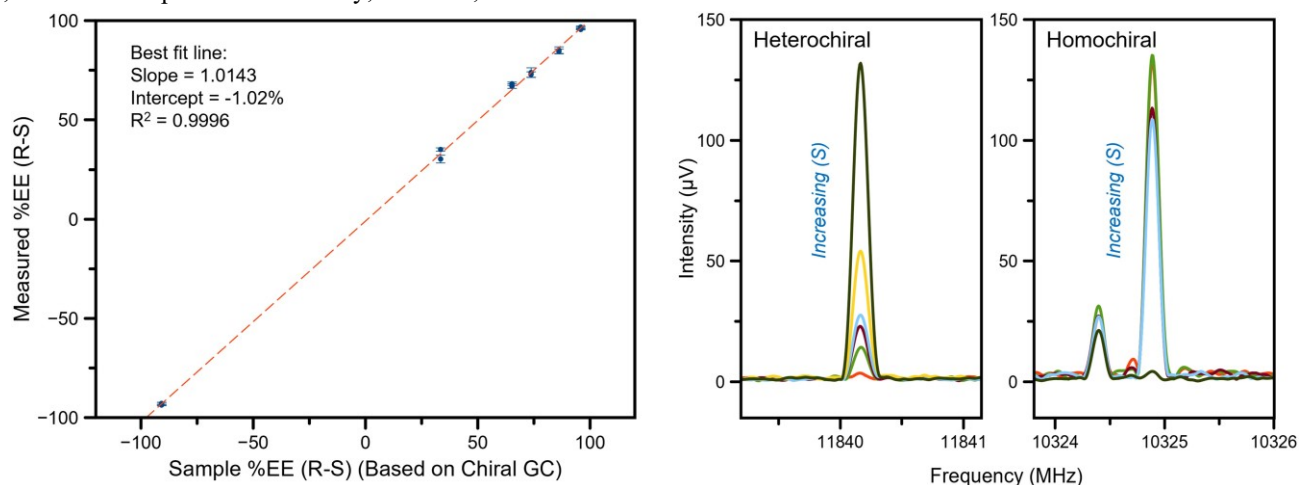 100
50
0
−50
−100
Measured %EE (R-S)
Best fit line:
Slope = 1.0143
Intercept = -1.02%
R² = 0.9996
−100
−50
0
50
100
Sample %EE (R-S) (Based on Chiral GC)
150
100
50
0
Intensity (µV)
Heterochiral
Increasing (S)
11840
11841
150
100
50
0
Homochiral
Increasing (S)
10324
10325
10326
Frequency (MHz)